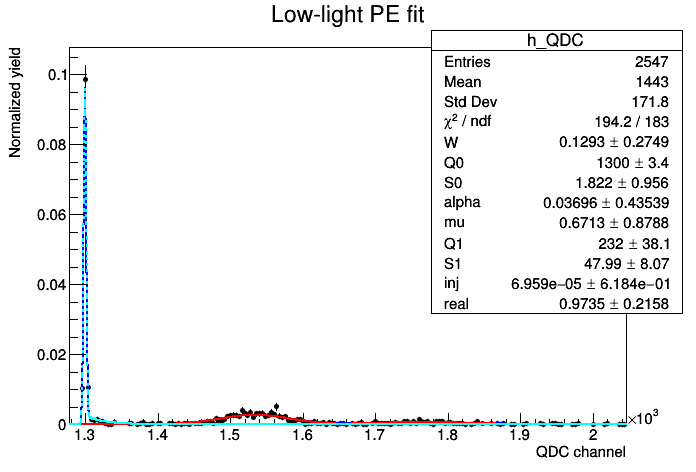 Low-light PE fit
h_QDC
Entries 2547
Mean 1443
Std Dev 171.8
χ² / ndf 194.2 / 183
W 0.1293 ± 0.2749
Q0 1300 ± 3.4
S0 1.822 ± 0.956
alpha 0.03696 ± 0.43539
mu 0.6713 ± 0.8788
Q1 232 ± 38.1
S1 47.99 ± 8.07
inj 6.959e−05 ± 6.184e−01
real 0.9735 ± 0.2158
Normalized yield
0.1
0.08
0.06
0.04
0.02
0
1.3 1.4 1.5 1.6 1.7 1.8 1.9 2
×10³
QDC channel